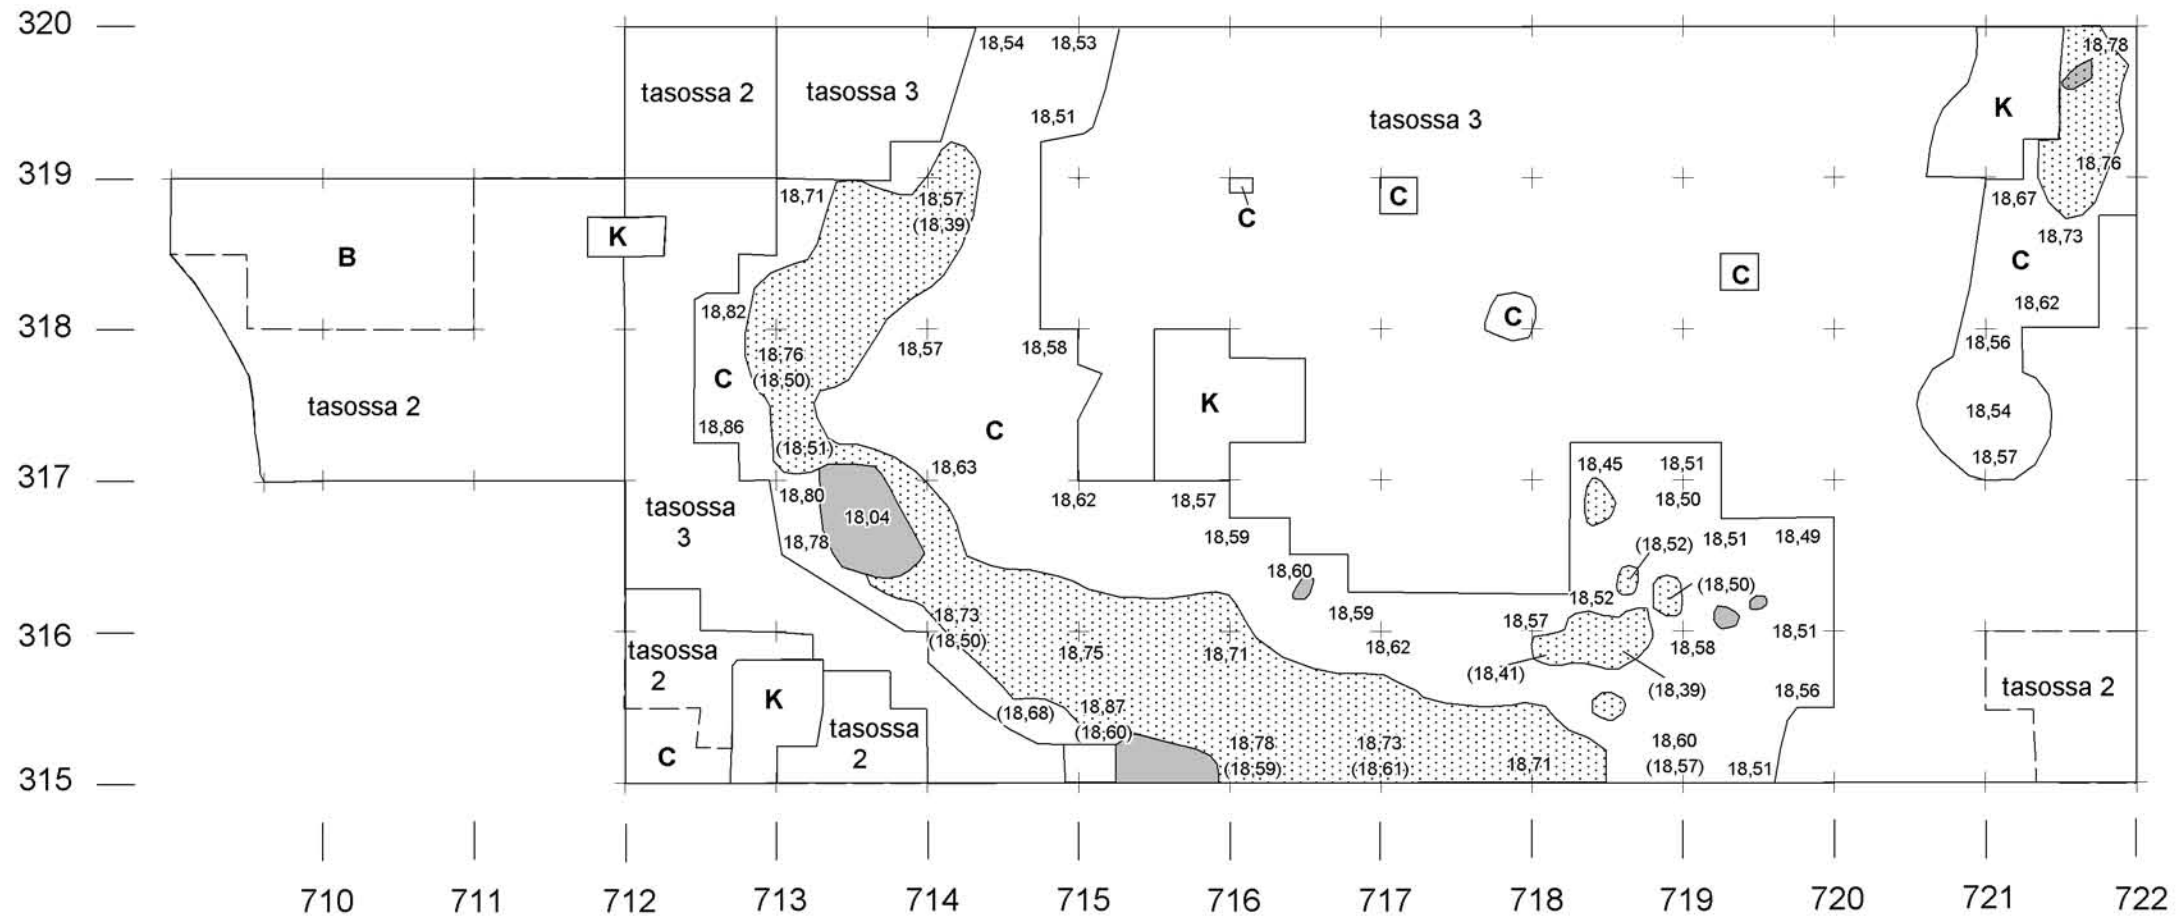 320
18,54 18,53 18,78
tasossa 2 tasossa 3 K
18,51 tasossa 3
18,76
319
18,71 18,57 C C 18,67
(18,39)
K 18,73
B C C
18,82 18,62
318
C
18,76 18,57 18,58 18,56
(18,50)
C K
tasossa 2 18,54
18,86 C
(18,51) 18,63 18,45 18,51 18,57
317
18,80 18,62 18,57 18,50
tasossa 18,04
3 18,78 18,59 (18,52) 18,51 18,49
18,60 (18,50)
18,52
18,73 18,59 18,57
316
(18,50) 18,51
tasossa 18,75 18,71 18,62 18,58
2 (18,41)
K (18,39) 18,56 tasossa 2
(18,68) 18,87
tasossa (18,60)
C 2 18,78 18,73 18,60
(18,59) (18,61) 18,71 (18,57) 18,51
315
710 711 712 713 714 715 716 717 718 719 720 721 722